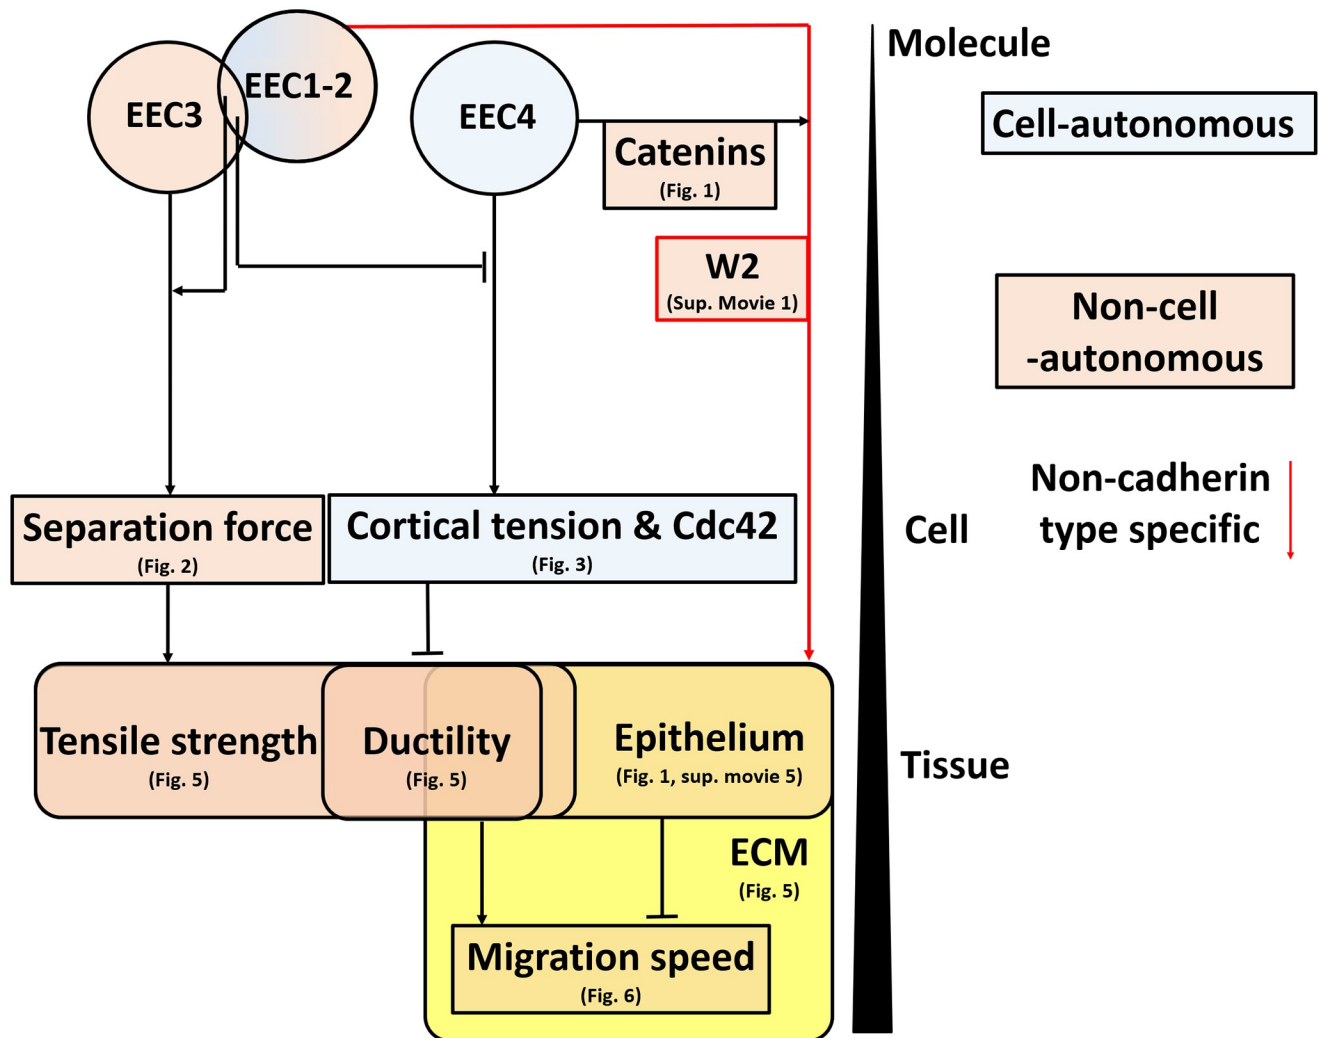 EEC3
EEC1-2
EEC4
Catenins
(Fig. 1)
W2
(Sup. Movie 1)
Separation force
(Fig. 2)
Cortical tension & Cdc42
(Fig. 3)
Tensile strength
(Fig. 5)
Ductility
(Fig. 5)
Epithelium
(Fig. 1, sup. movie 5)
ECM
(Fig. 5)
Migration speed
(Fig. 6)
Molecule
Cell
Tissue
Cell-autonomous
Non-cell
-autonomous
Non-cadherin
type specific